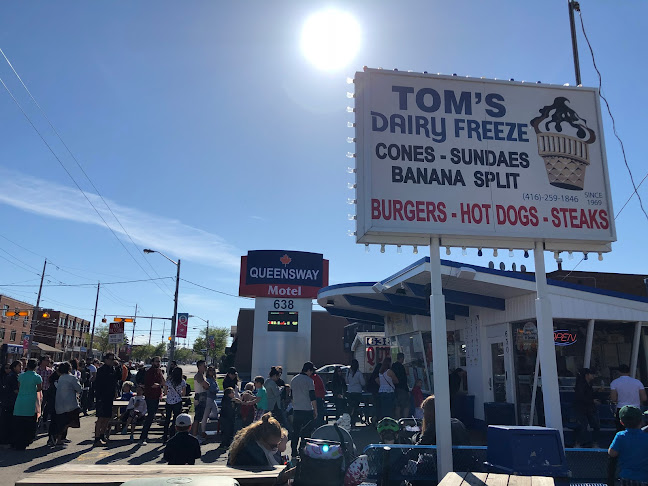 TOM'S
DAIRY FREEZE
CONES - SUNDAES
BANANA SPLIT
(416)-259-1846
SINCE
1969
BURGERS - HOT DOGS - STEAKS
QUEENSWAY
Motel
638
OPEN